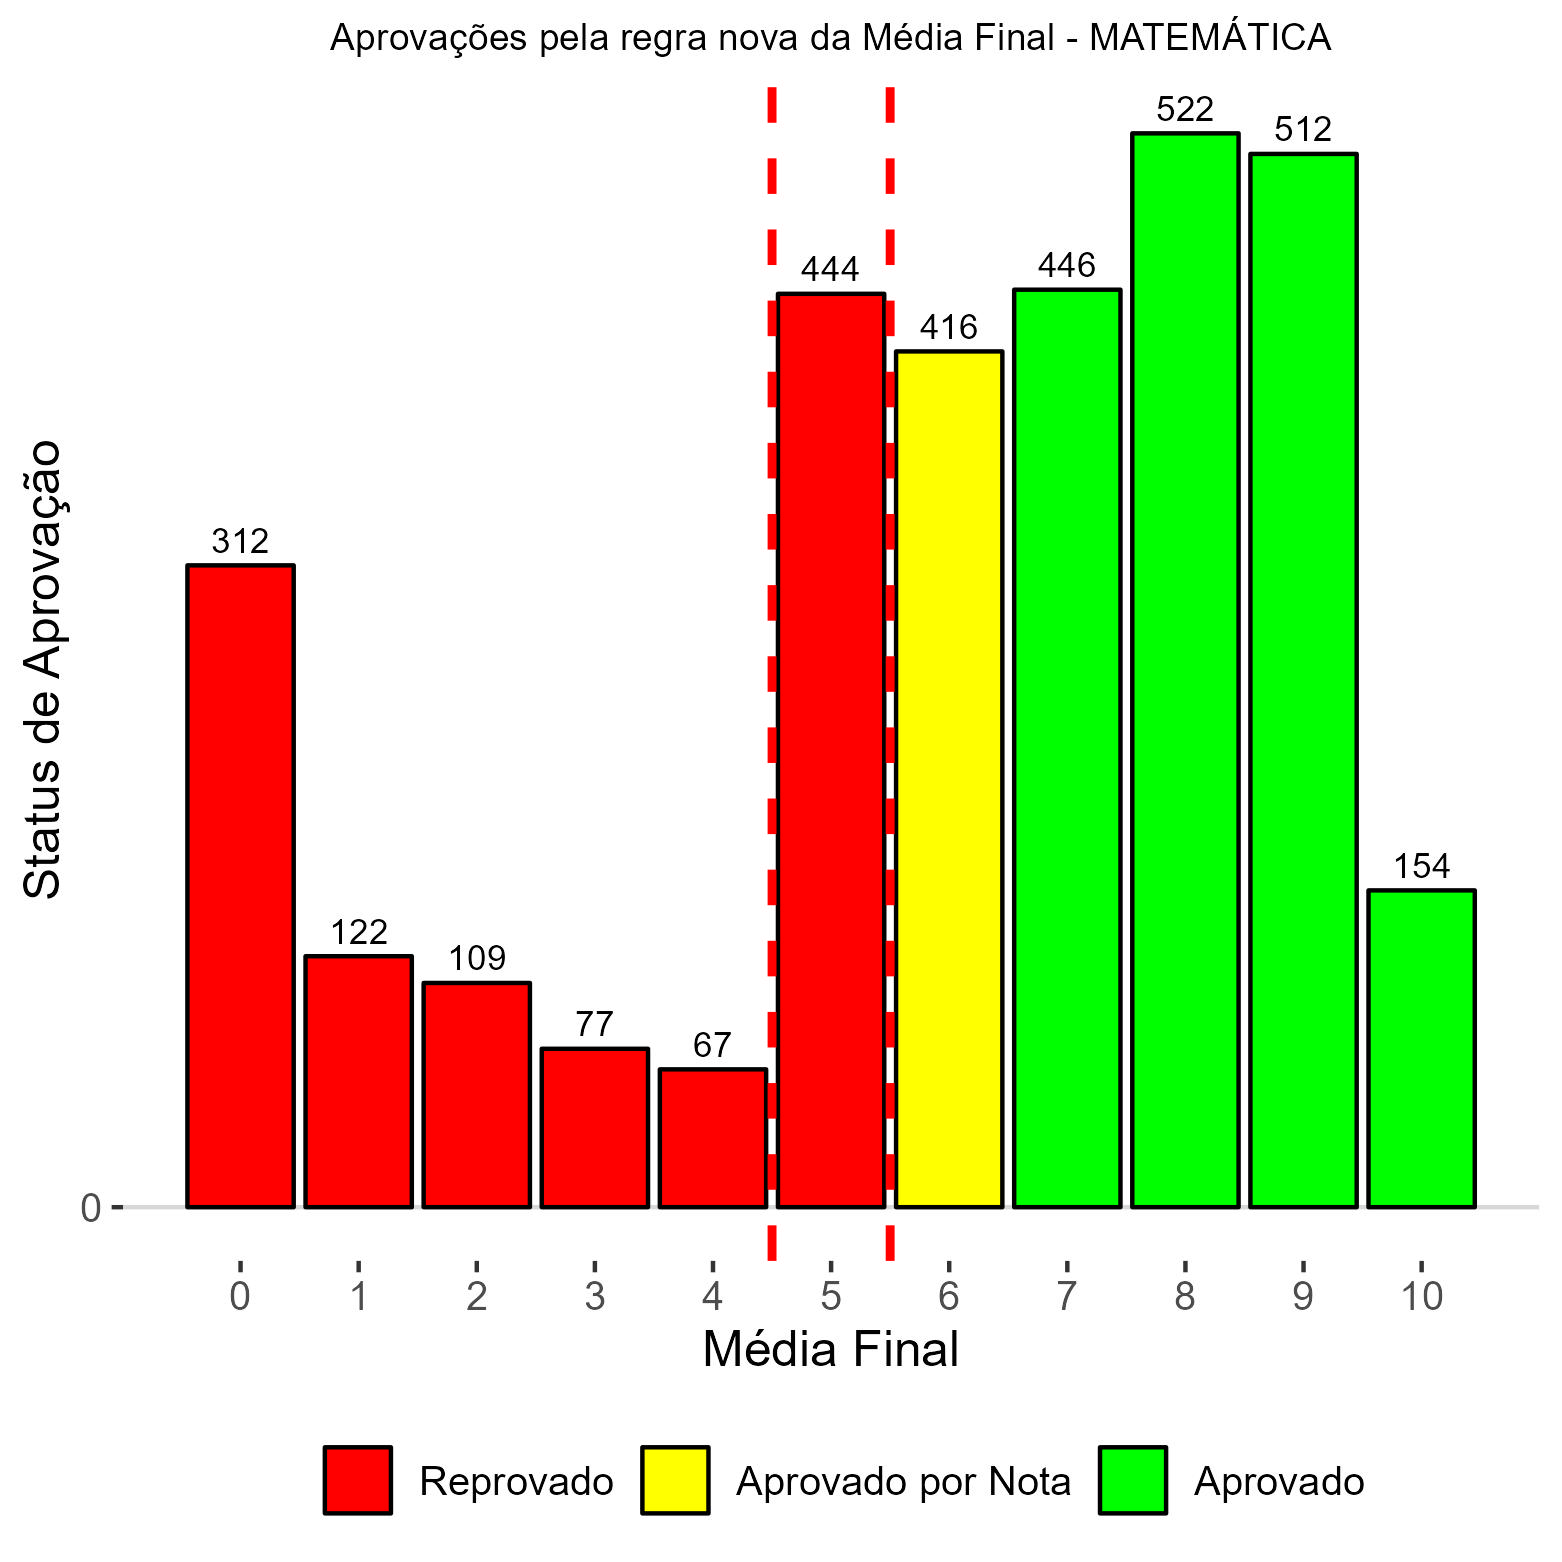 Aprovações pela regra nova da Média Final - MATEMÁTICA
522
512
444
446
416
312
154
122
109
77
67
Status de Aprovação
0
0 1 2 3 4 5 6 7 8 9 10
Média Final
Reprovado Aprovado por Nota Aprovado